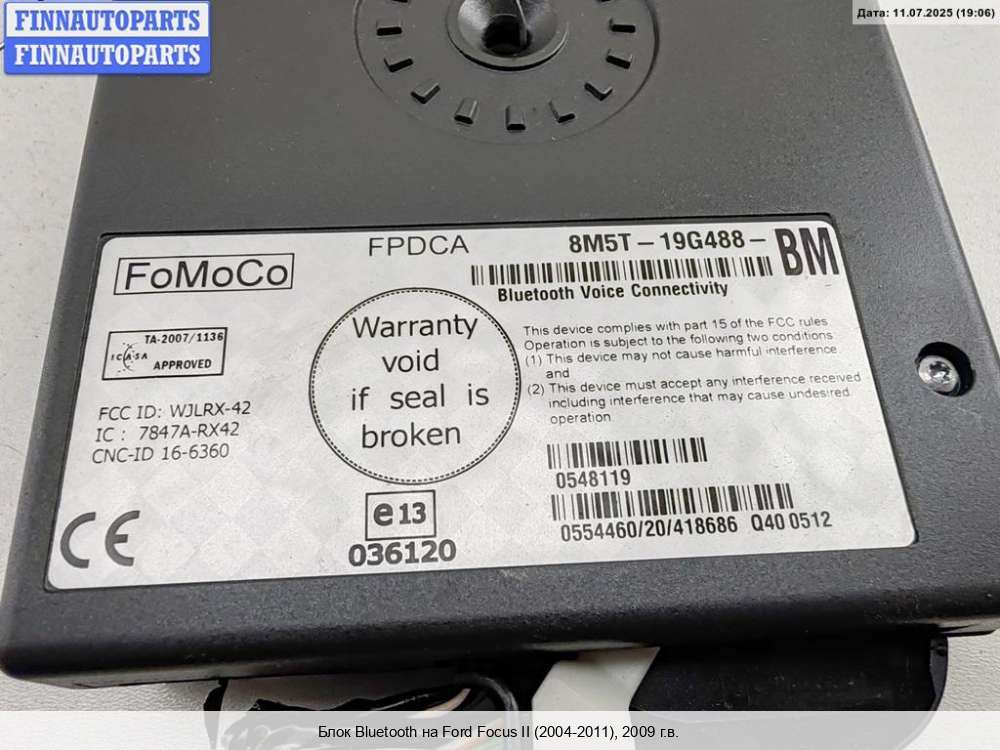 FINNAUTOPARTS
FINNAUTOPARTS
Дата: 11.07.2025 (19:06)
FoMoCo
FPDCA
8M5T-19G488-BM
Bluetooth Voice Connectivity
TA-2007/1136
ICASA
APPROVED
FCC ID: WJLRX-42
IC : 7847A-RX42
CNC-ID 16-6360
CE
Warranty
void
if seal is
broken
e13
036120
This device complies with part 15 of the FCC rules.
Operation is subject to the following two conditions
(1) This device may not cause harmful interference
and
(2) This device must accept any interference received
including interference that may cause undesired
operation.
0548119
0554460/20/418686 Q40 0512
Блок Bluetooth на Ford Focus II (2004-2011), 2009 г.в.